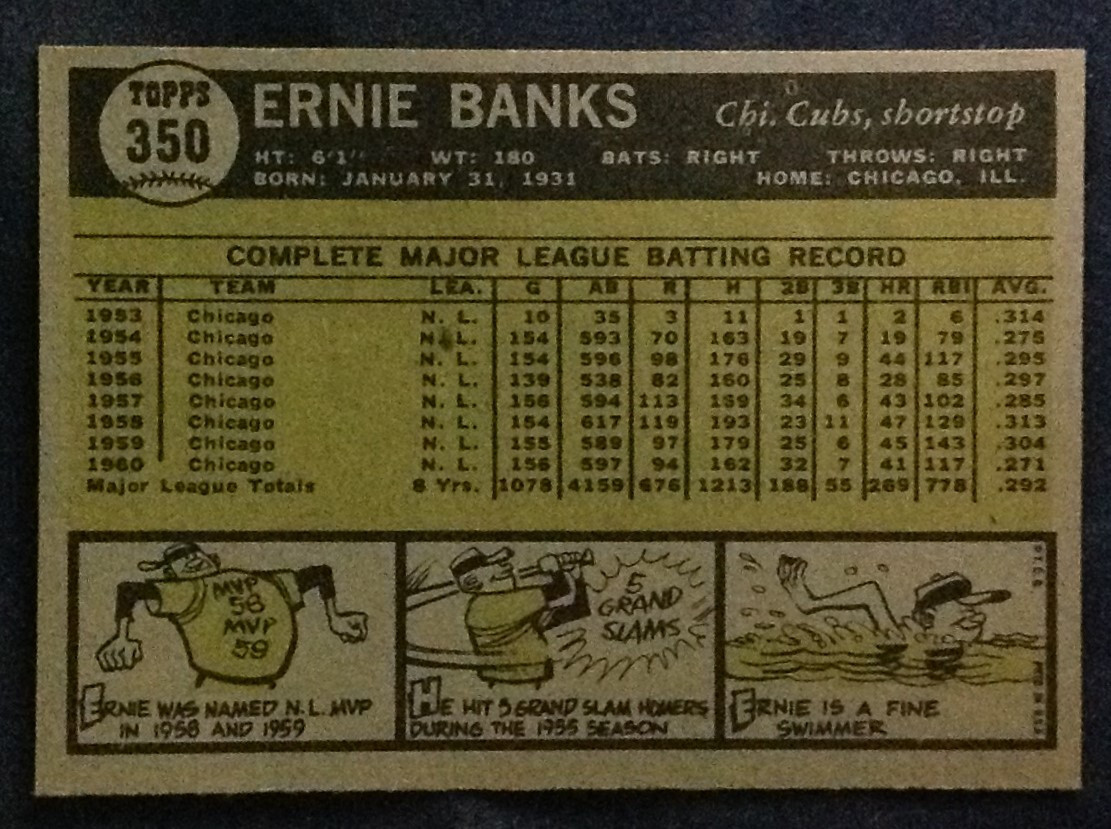 TOPPS
350
ERNIE BANKS
Chi. Cubs, shortstop
HT: 6'1" WT: 180 BATS: RIGHT THROWS: RIGHT
BORN: JANUARY 31, 1931 HOME: CHICAGO, ILL.
COMPLETE MAJOR LEAGUE BATTING RECORD
YEAR TEAM LEA. G AB R H 2B 3B HR RBI AVG.
1953 Chicago N. L. 10 35 3 11 1 1 2 6 .314
1954 Chicago N. L. 154 593 70 163 19 7 19 79 .275
1955 Chicago N. L. 154 596 98 176 29 9 44 117 .295
1956 Chicago N. L. 139 538 82 160 25 8 28 85 .297
1957 Chicago N. L. 156 594 113 169 34 6 43 102 .285
1958 Chicago N. L. 154 617 119 193 23 11 47 129 .313
1959 Chicago N. L. 155 589 97 179 25 6 45 143 .304
1960 Chicago N. L. 156 597 94 162 32 7 41 117 .271
Major League Totals 8 Yrs. 1078 4159 676 1213 188 55 269 778 .292
MVP
58
MVP
59
ERNIE WAS NAMED N.L. MVP
IN 1958 AND 1959
5
GRAND
SLAMS
HE HIT 5 GRAND SLAM HOMERS
DURING THE 1955 SEASON
ERNIE IS A FINE
SWIMMER